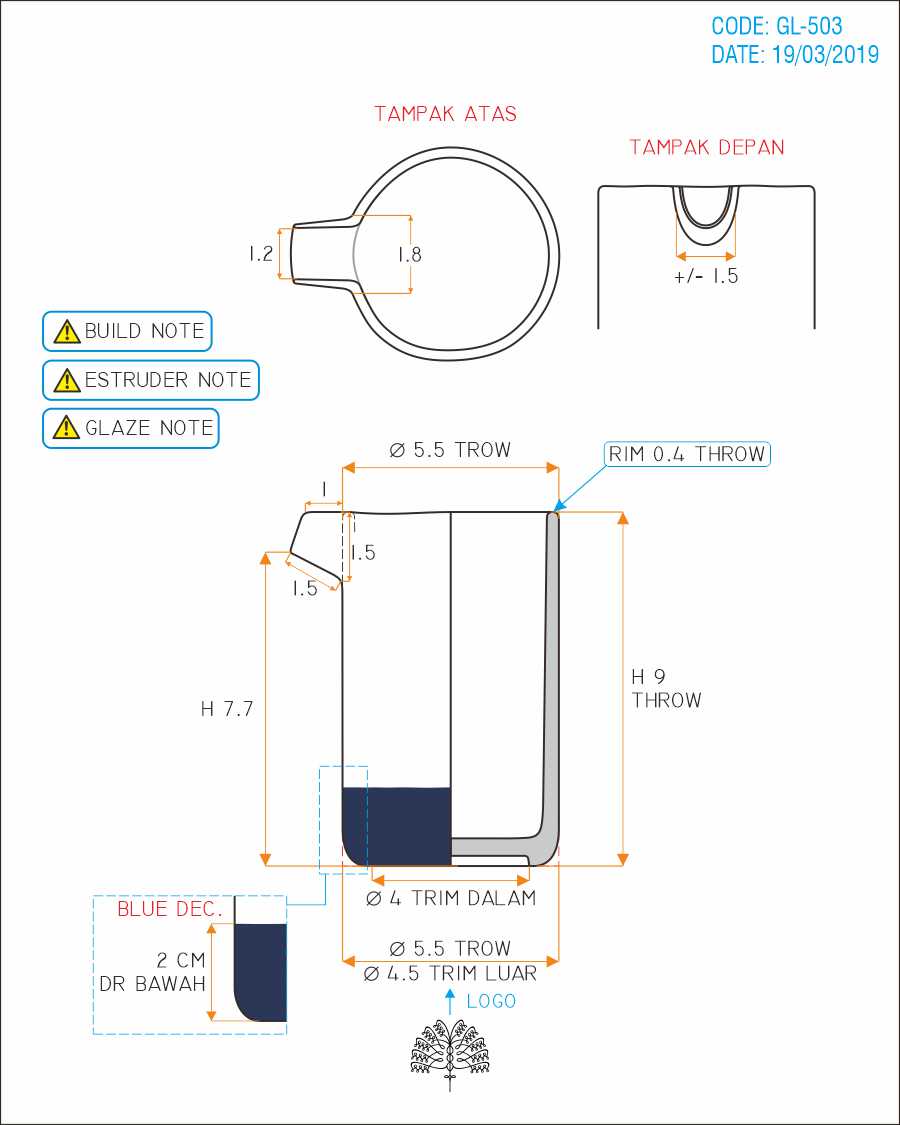 CODE: GL-503
DATE: 19/03/2019
TAMPAK ATAS
TAMPAK DEPAN
1.2
1.8
+/- 1.5
BUILD NOTE
ESTRUDER NOTE
GLAZE NOTE
Ø 5.5 TROW
RIM 0.4 THROW
1
1.5
1.5
H 7.7
H 9
THROW
Ø 4 TRIM DALAM
BLUE DEC.
2 CM
DR BAWAH
Ø 5.5 TROW
Ø 4.5 TRIM LUAR
LOGO